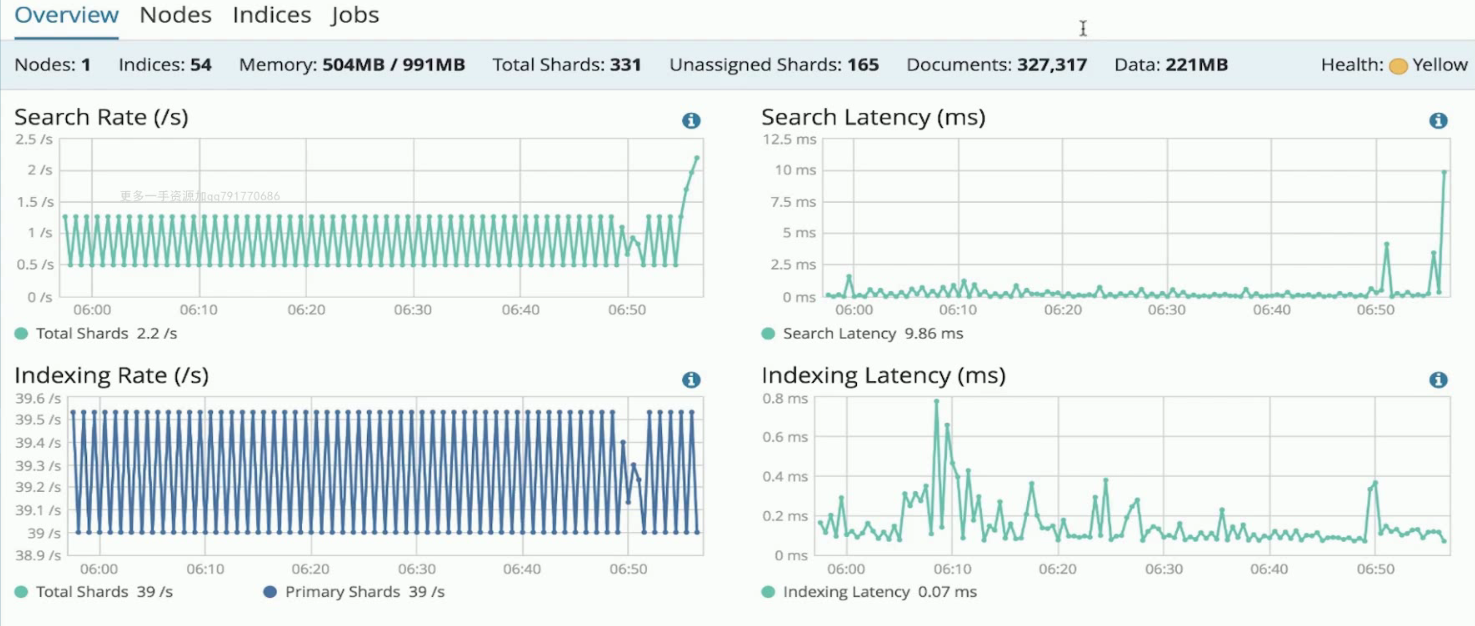 Overview Nodes Indices Jobs
Nodes: 1 Indices: 54 Memory: 504MB / 991MB Total Shards: 331 Unassigned Shards: 165 Documents: 327,317 Data: 221MB Health: Yellow
Search Rate (/s)
2.5 /s
2 /s
1.5 /s
1 /s
0.5 /s
0 /s
更多一手资源加qq791770686
06:00 06:10 06:20 06:30 06:40 06:50
Total Shards 2.2 /s
Search Latency (ms)
12.5 ms
10 ms
7.5 ms
5 ms
2.5 ms
0 ms
06:00 06:10 06:20 06:30 06:40 06:50
Search Latency 9.86 ms
Indexing Rate (/s)
39.6 /s
39.5 /s
39.4 /s
39.3 /s
39.2 /s
39.1 /s
39 /s
38.9 /s
06:00 06:10 06:20 06:30 06:40 06:50
Total Shards 39 /s Primary Shards 39 /s
Indexing Latency (ms)
0.8 ms
0.6 ms
0.4 ms
0.2 ms
0 ms
06:00 06:10 06:20 06:30 06:40 06:50
Indexing Latency 0.07 ms